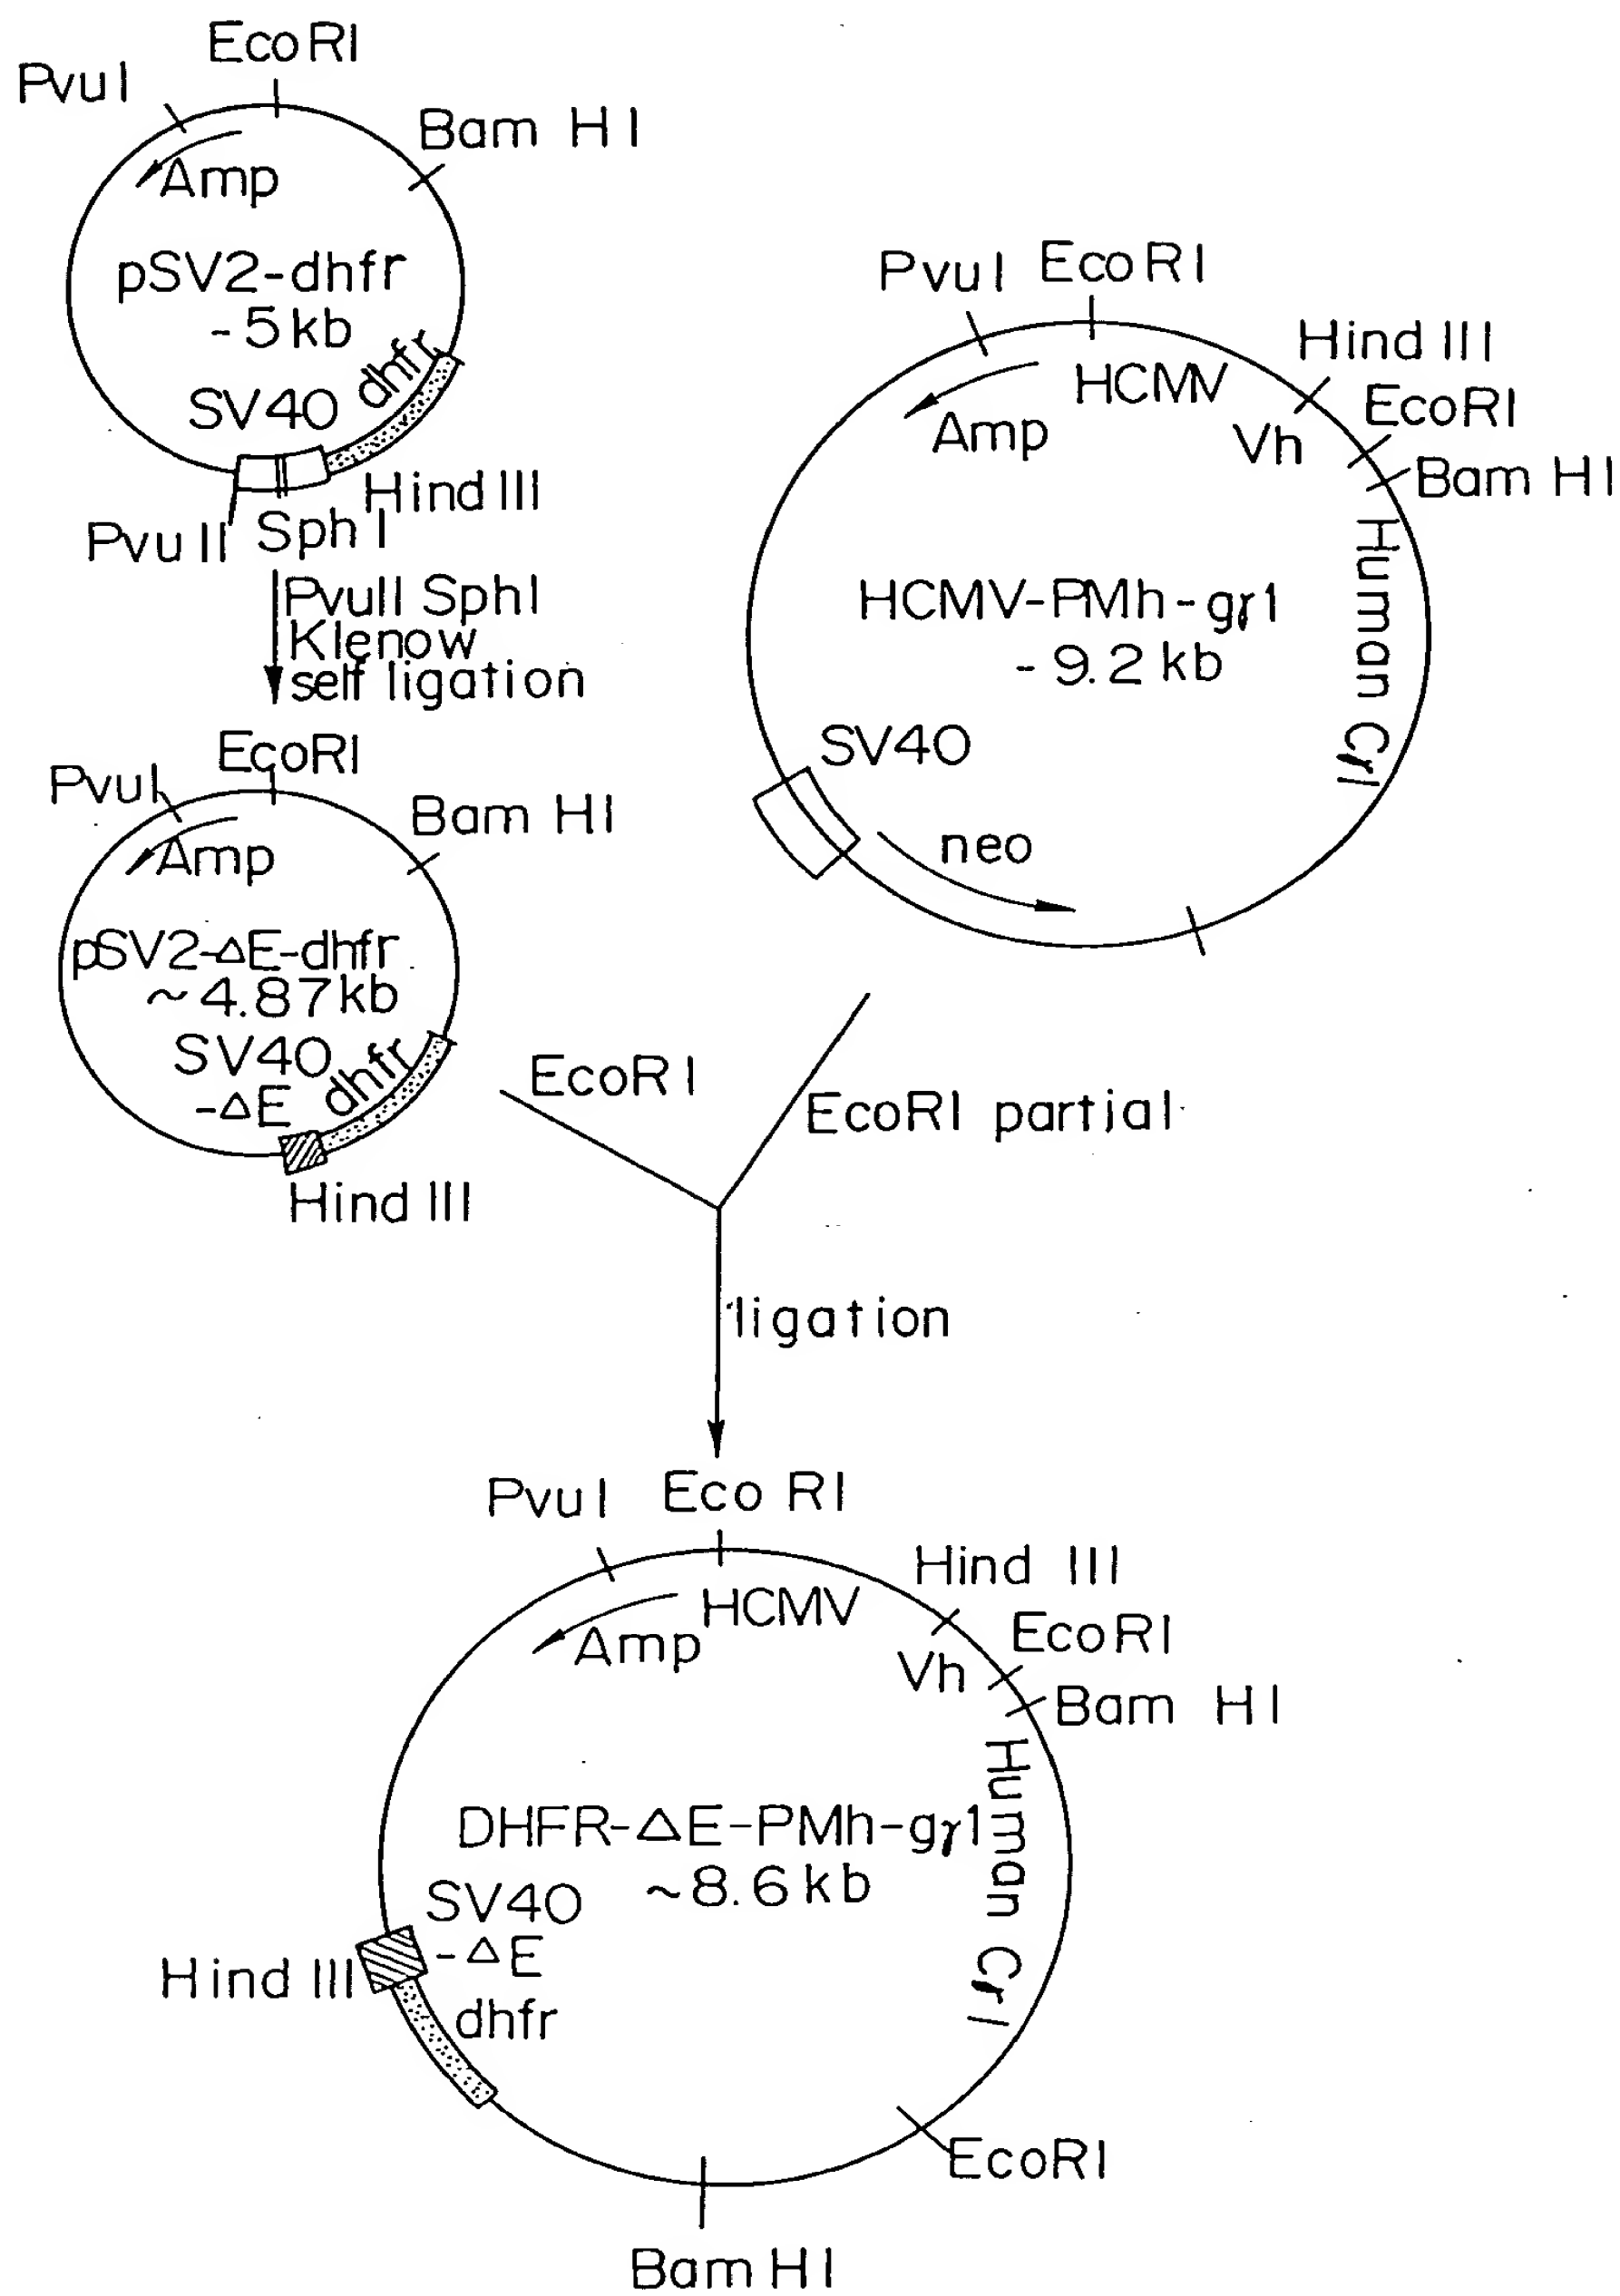 EcoRI
PvuI
Bam HI
Amp
pSV2-dhfr
-5kb
dhfr
SV40
Hind III
PvuII
SphI
PvuII SphI
Klenow
self ligation
PvuI
EcoRI
HCMV
Hind III
EcoRI
Amp
Vh
Bam HI
Human Cγ1
HCMV-PMh-gγ1
-9.2kb
SV40
neo
EcoRI
PvuI
Bam HI
Amp
pSV2-ΔE-dhfr
~4.87kb
SV40
-ΔE
dhfr
Hind III
EcoRI
EcoRI partial
ligation
PvuI
Eco RI
Hind III
HCMV
Amp
EcoRI
Vh
Bam HI
Human Cγ1
DHFR-ΔE-PMh-gγ1
~8.6kb
SV40
-ΔE
Hind III
dhfr
EcoRI
Bam HI